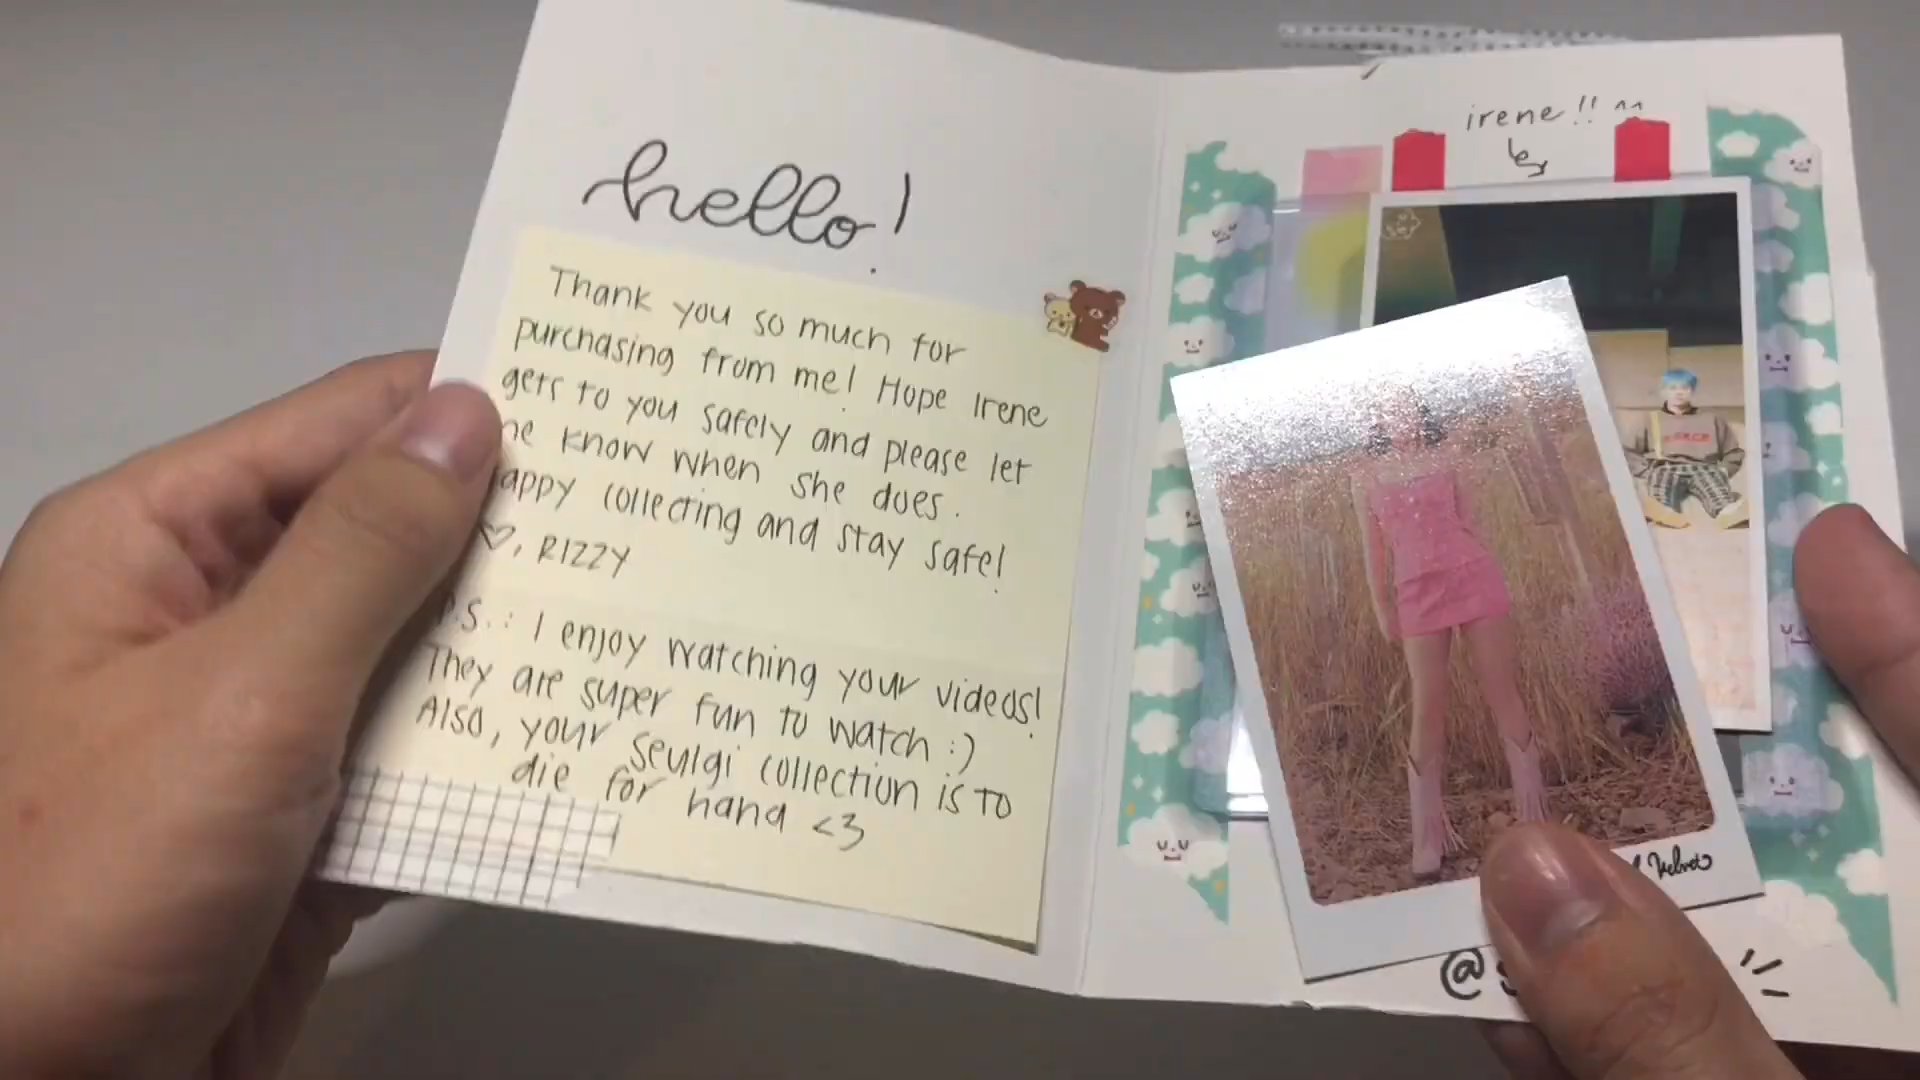 hello!
Thank you so much for
purchasing from me! Hope Irene
gets to you safely and please let
me know when she does.
happy collecting and stay safe!
♡, RIZZY
P.S.: I enjoy watching your videos!
They are super fun to watch :)
Also, your seulgi collection is to
die for hand <3
irene!! ^^
Velvet
@